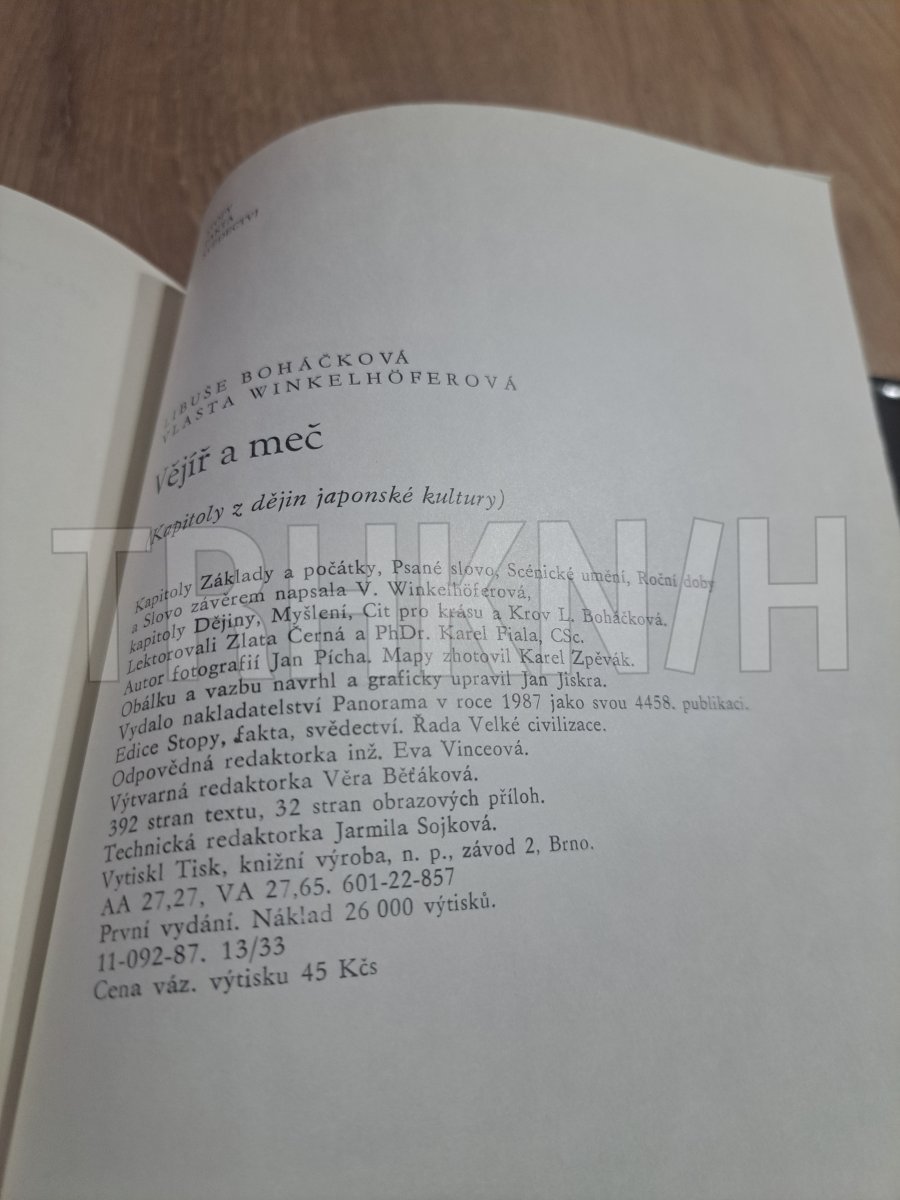 STOPY
FAKTA
SVĚDECTVÍ
LIBUŠE BOHÁČKOVÁ
VLASTA WINKELHÖFEROVÁ
Vějíř a meč
(Kapitoly z dějin japonské kultury)
Kapitoly Základy a počátky, Psané slovo, Scénické umění, Roční doby
a Slovo závěrem napsala V. Winkelhöferová,
kapitoly Dějiny, Myšlení, Cit pro krásu a Krov L. Boháčková.
Lektorovali Zlata Černá a PhDr. Karel Fiala, CSc.
Autor fotografií Jan Pícha. Mapy zhotovil Karel Zpěvák.
Obálku a vazbu navrhl a graficky upravil Jan Jiskra.
Vydalo nakladatelství Panorama v roce 1987 jako svou 4458. publikaci.
Edice Stopy, fakta, svědectví. Řada Velké civilizace.
Odpovědná redaktorka inž. Eva Vinceová.
Výtvarná redaktorka Věra Běťáková.
392 stran textu, 32 stran obrazových příloh.
Technická redaktorka Jarmila Sojková.
Vytiskl Tisk, knižní výroba, n. p., závod 2, Brno.
AA 27,27, VA 27,65. 601-22-857
První vydání. Náklad 26 000 výtisků.
11-092-87. 13/33
Cena váz. výtisku 45 Kčs
TRHKN/H